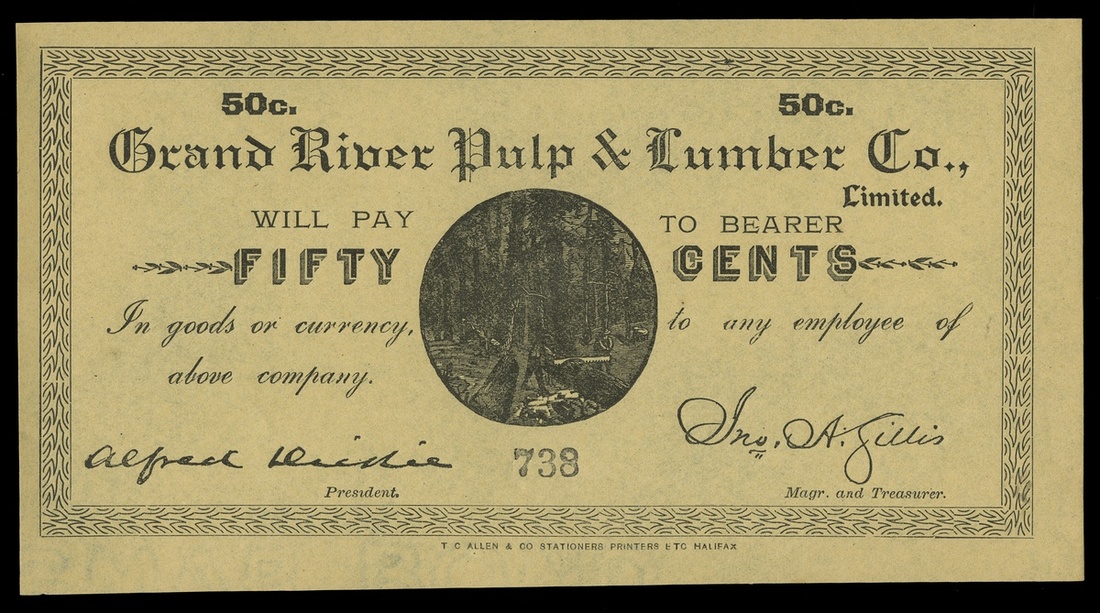 50c. 50c.
Grand River Pulp & Lumber Co.,
Limited.
WILL PAY TO BEARER
FIFTY CENTS
In goods or currency, to any employee of
above company.
Jno. A. Gillis
Alfred Dickie 738
President. Magr. and Treasurer.
T C ALLEN & CO STATIONERS PRINTERS ETC HALIFAX